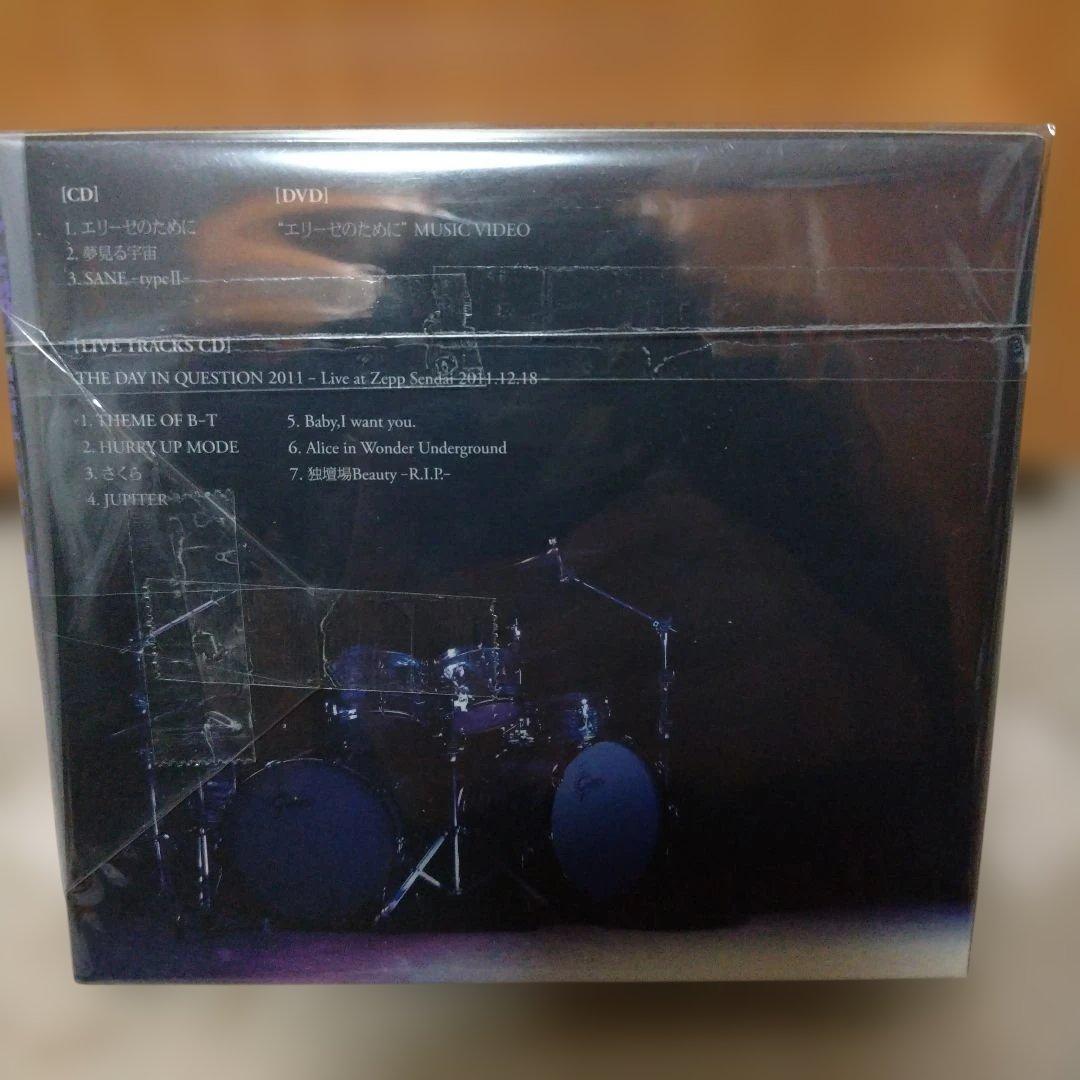 [CD]
1. エリーゼのために
2. 夢見る宇宙
3. SANE -typeⅡ-
[DVD]
“エリーゼのために” MUSIC VIDEO
[LIVE TRACKS CD]
THE DAY IN QUESTION 2011 - Live at Zepp Sendai 2011.12.18 -
1. THEME OF B-T
2. HURRY UP MODE
3. さくら
4. JUPITER
5. Baby,I want you.
6. Alice in Wonder Underground
7. 独壇場Beauty -R.I.P.-